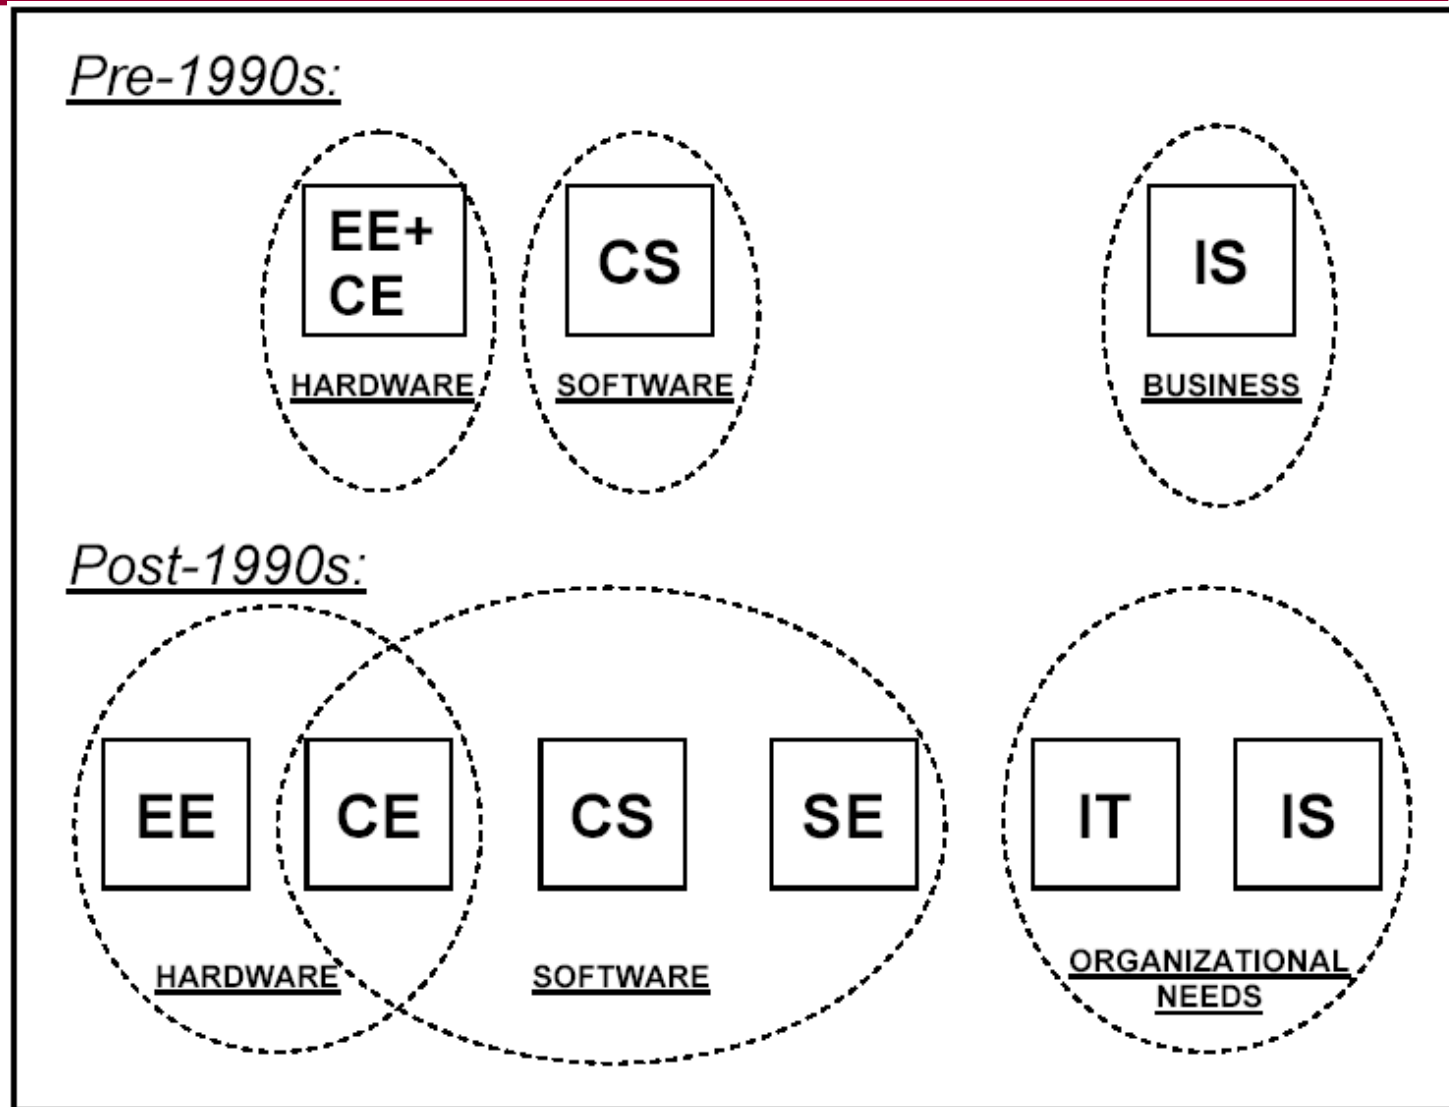 Pre-1990s:
EE+
CE
CS
IS
HARDWARE
SOFTWARE
BUSINESS
Post-1990s:
EE
CE
CS
SE
IT
IS
HARDWARE
SOFTWARE
ORGANIZATIONAL
NEEDS